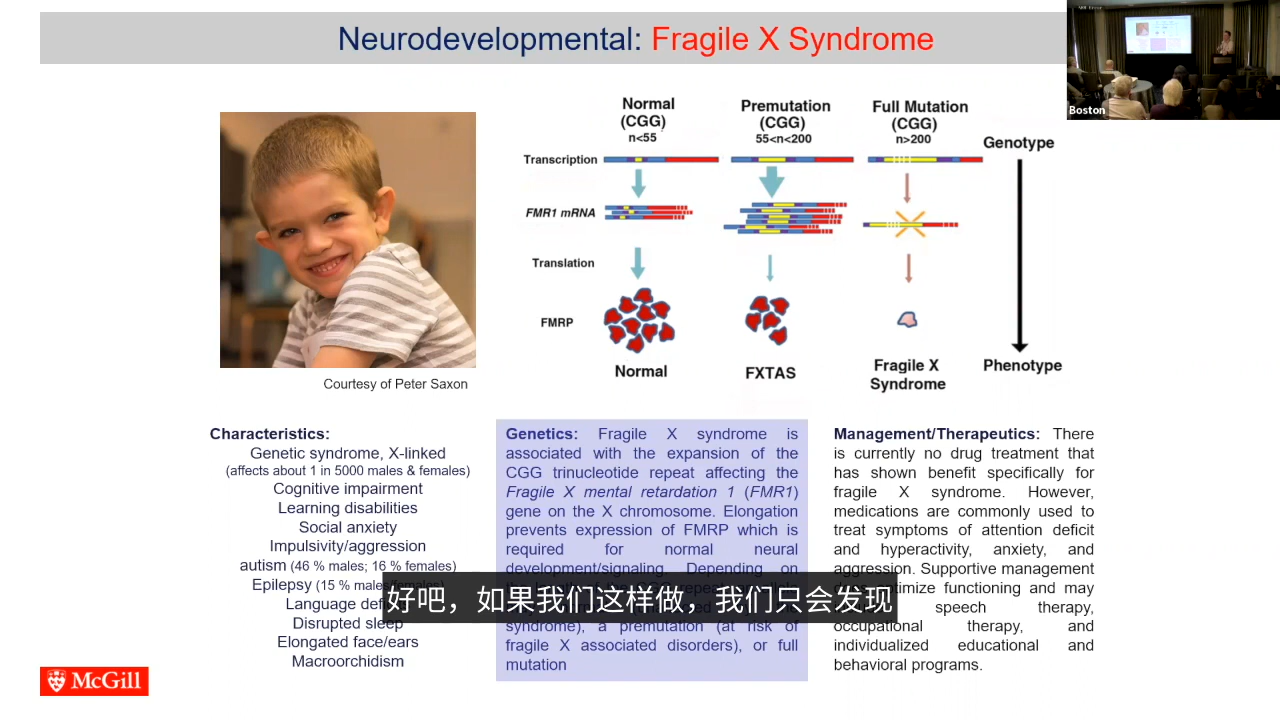 Neurodevelopmental: Fragile X Syndrome
Boston
Normal
(CGG)
n<55
Premutation
(CGG)
55<n<200
Full Mutation
(CGG)
n>200
Genotype
Transcription
FMR1 mRNA
Translation
FMRP
Normal
FXTAS
Fragile X
Syndrome
Phenotype
Courtesy of Peter Saxon
Characteristics:
Genetic syndrome, X-linked
(affects about 1 in 5000 males & females)
Cognitive impairment
Learning disabilities
Social anxiety
Impulsivity/aggression
autism (46 % males; 16 % females)
Epilepsy (15 % males/females)
Language
Disrupted sleep
Elongated face/ears
Macroorchidism
Genetics: Fragile X syndrome is
associated with the expansion of the
CGG trinucleotide repeat affecting the
Fragile X mental retardation 1 (FMR1)
gene on the X chromosome. Elongation
prevents expression of FMRP which is
required for normal neural
development/signaling. Depending on
syndrome), a premutation (at risk of
fragile X associated disorders), or full
mutation
Management/Therapeutics: There
is currently no drug treatment that
has shown benefit specifically for
fragile X syndrome. However,
medications are commonly used to
treat symptoms of attention deficit
and hyperactivity, anxiety, and
aggression. Supportive management
optimize functioning and may
speech therapy,
occupational therapy, and
individualized educational and
behavioral programs.
好吧，如果我们这样做，我们只会发现
McGill